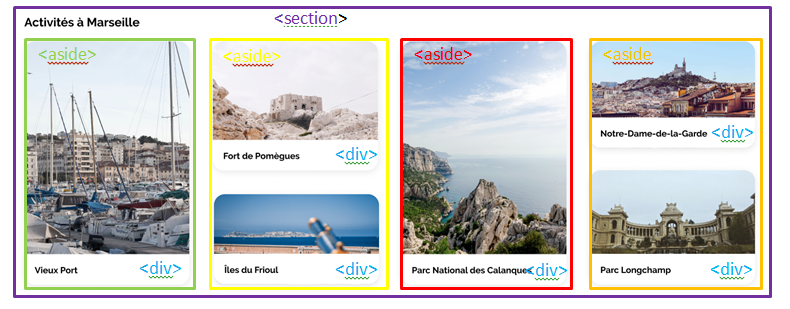 Activités à Marseille
<section>
<aside>
<aside>
<aside>
<aside
Notre-Dame-de-la-Garde
<div>
Fort de Pomègues
<div>
Vieux Port
<div>
Îles du Frioul
<div>
Parc National des Calanques
<div>
Parc Longchamp
<div>